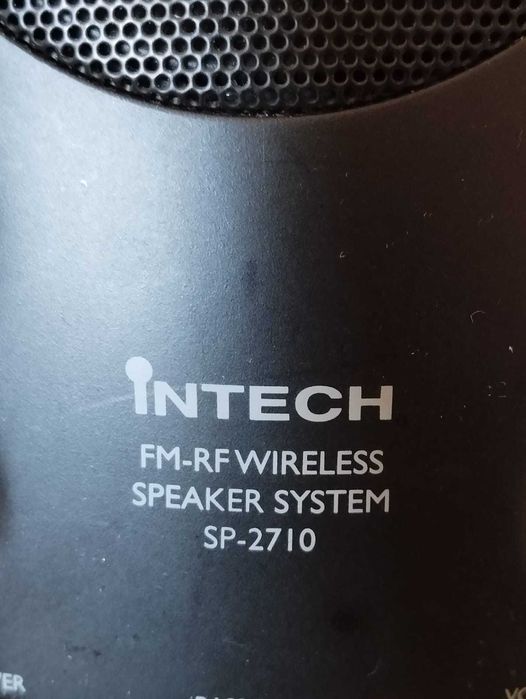 INTECH
FM-RF WIRELESS
SPEAKER SYSTEM
SP-2710